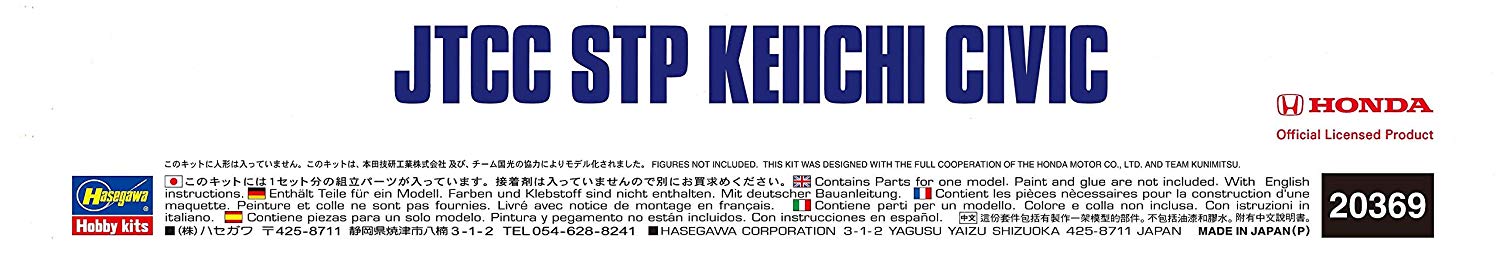 JTCC STP KEIICHI CIVIC
HONDA
Official Licensed Product
このキットに人形は入っていません。このキットは、本田技研工業株式会社 及び、チーム国光の協力によりモデル化されました。 FIGURES NOT INCLUDED. THIS KIT WAS DESIGNED WITH THE FULL COOPERATION OF THE HONDA MOTOR CO., LTD. AND TEAM KUNIMITSU.
Hasegawa
Hobby kits
このキットには1セット分の組立パーツが入っています。接着剤は入っていませんので別にお買求めください。 Contains Parts for one model. Paint and glue are not included. With English
instructions. Enthält Teile für ein Modell. Farben und Klebstoff sind nicht enthalten. Mit deutscher Bauanleitung. Contient les pièces nècessaires pour la construction d'une
maquette. Peinture et colle ne sont pas fournies. Livré avec notice de montage en français. Contiene parti per un modello. Colore e colla non inclusa. Con istruzioni in
italiano. Contiene piezas para un solo modelo. Pintura y pegamento no están incluidos. Con instrucciones en español. 中文 這份套件包括有製作一架模型的部件。不包括油漆和膠水。附有中文說明書。
■(株)ハセガワ 〒425-8711 静岡県焼津市八楠3-1-2 TEL 054-628-8241 ■HASEGAWA CORPORATION 3-1-2 YAGUSU YAIZU SHIZUOKA 425-8711 JAPAN MADE IN JAPAN(P)
20369